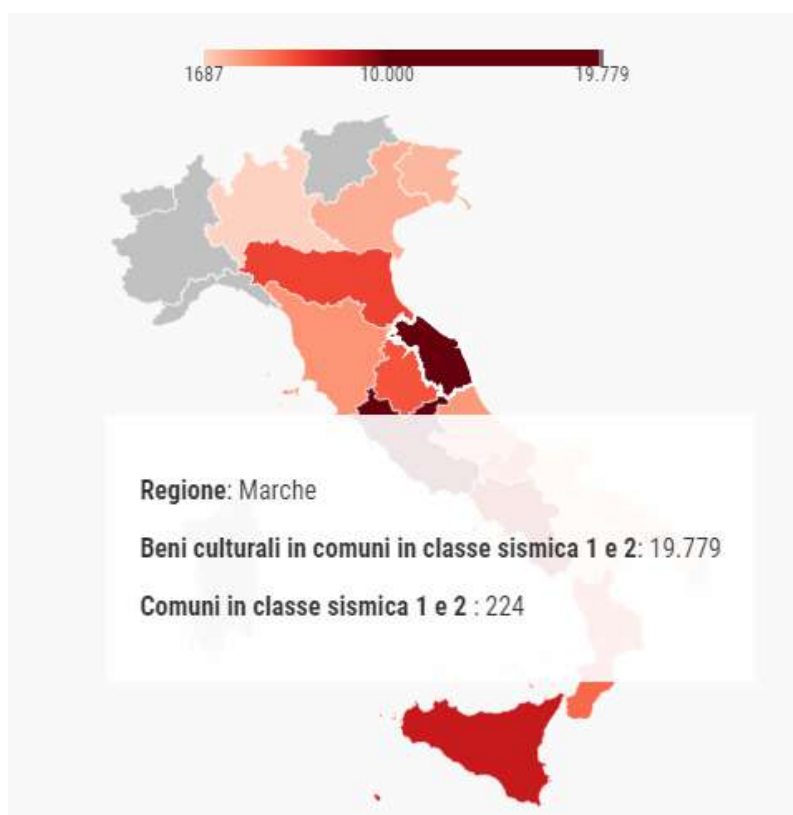 1687 10.000 19.779
Regione: Marche
Beni culturali in comuni in classe sismica 1 e 2: 19.779
Comuni in classe sismica 1 e 2 : 224